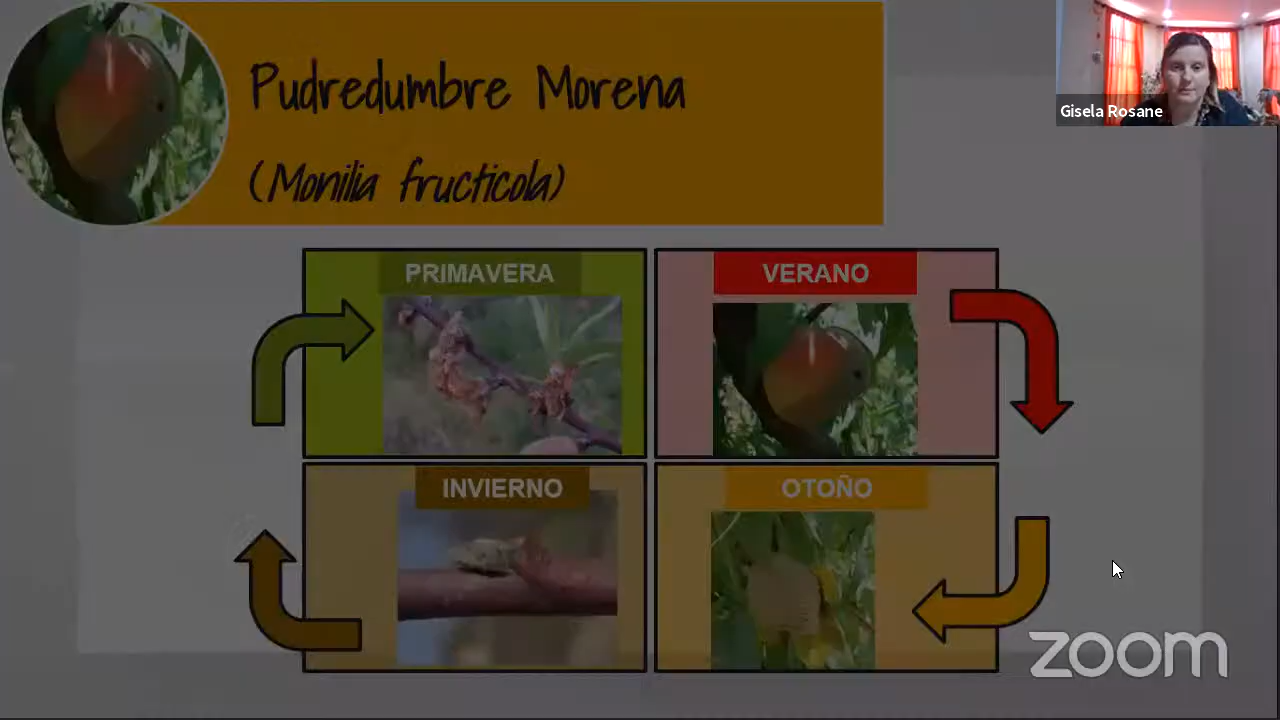 Pudredumbre Morena
(Monilia fructicola)
Gisela Rosane
PRIMAVERA
VERANO
INVIERNO
OTOÑO
zoom